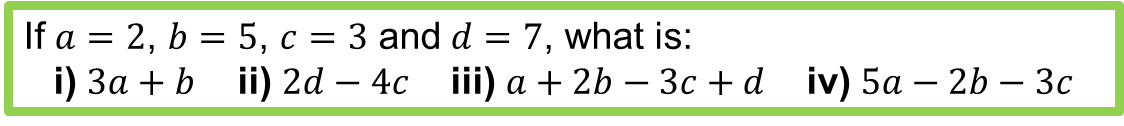 If a = 2, b = 5, c = 3 and d = 7, what is:
i) 3a + b ii) 2d − 4c iii) a + 2b − 3c + d iv) 5a − 2b − 3c